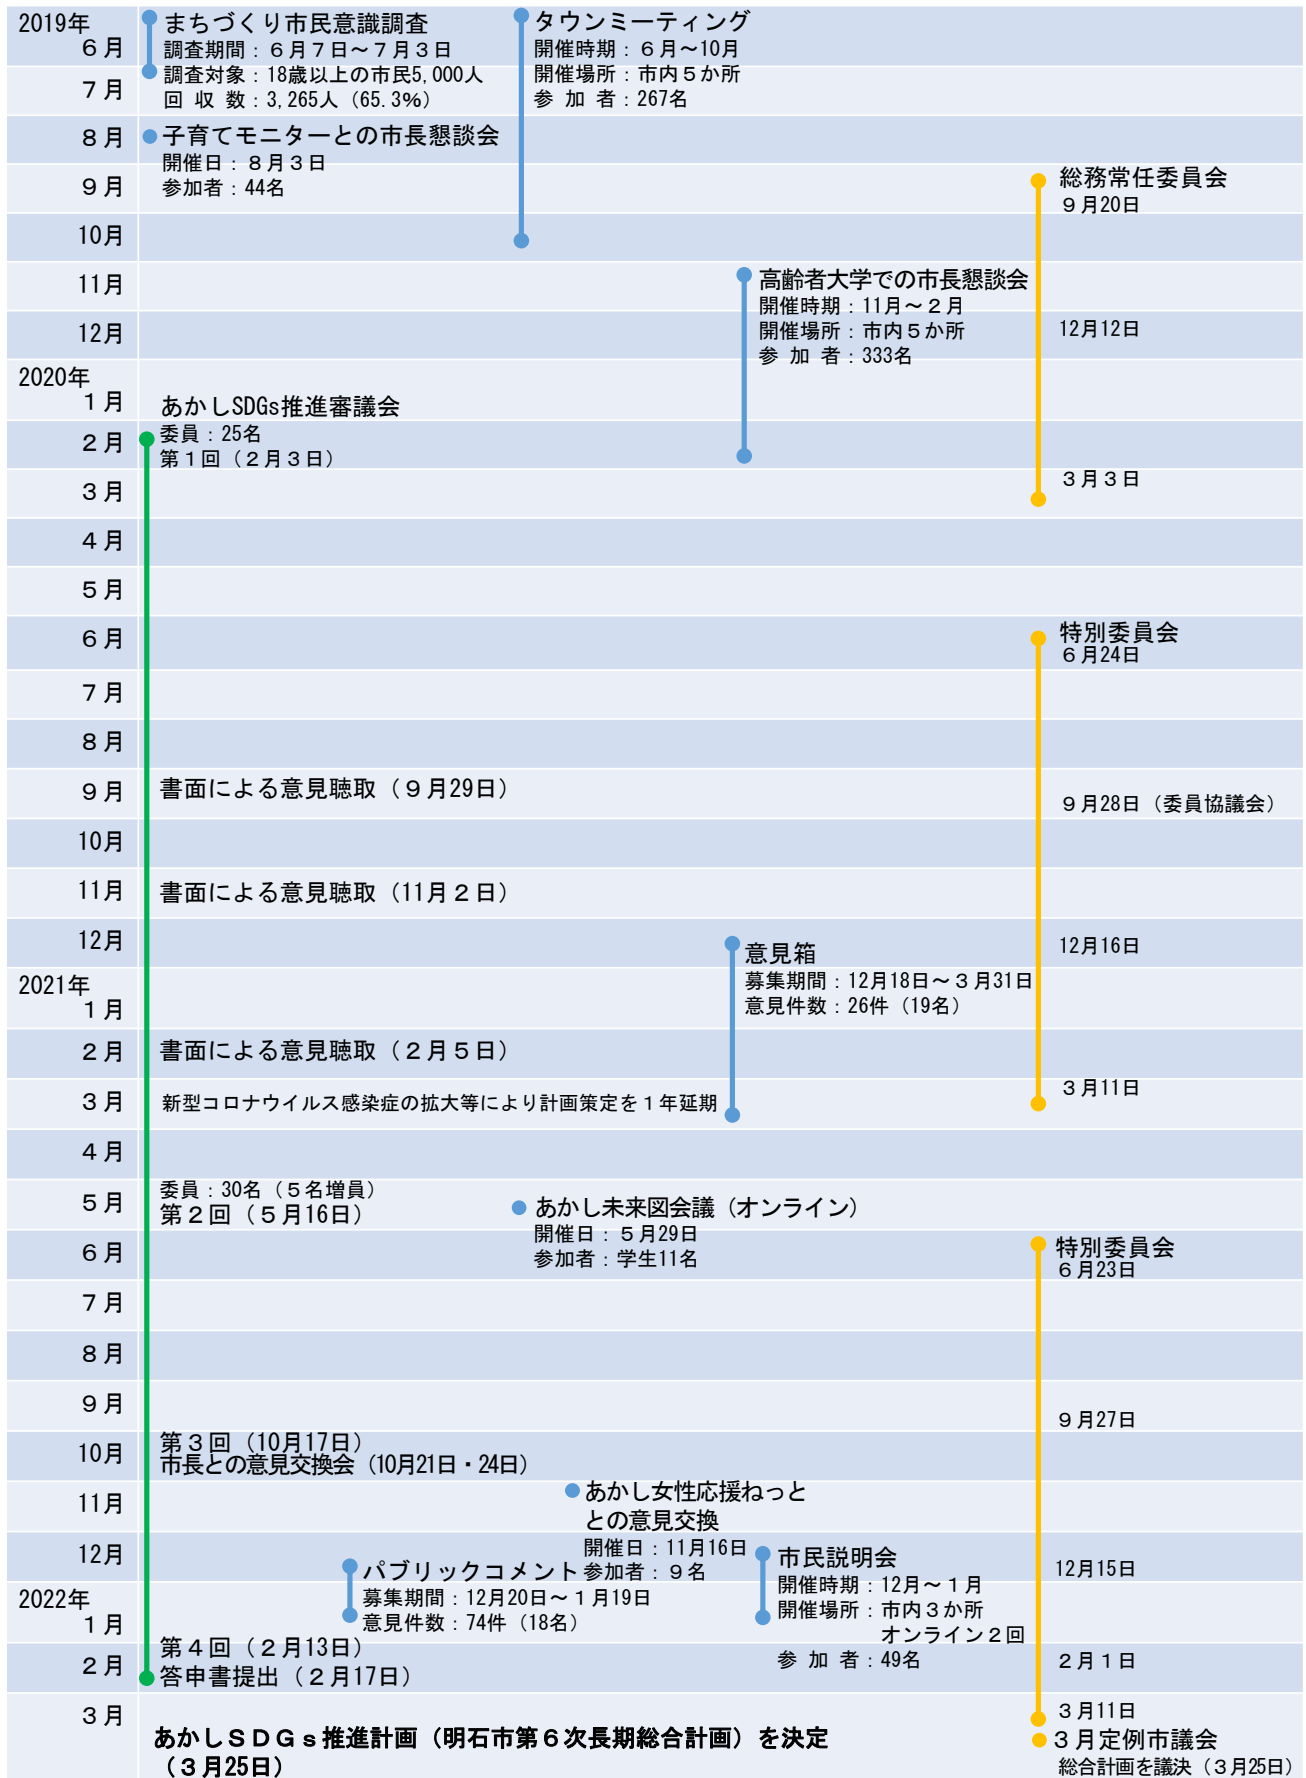 2019年
６月
７月
８月
９月
10月
11月
12月
2020年
１月
２月
３月
４月
５月
６月
７月
８月
９月
10月
11月
12月
2021年
１月
２月
３月
４月
５月
６月
７月
８月
９月
10月
11月
12月
2022年
１月
２月
３月
まちづくり市民意識調査
調査期間：６月７日～７月３日
調査対象：18歳以上の市民5,000人
回 収 数：3,265人（65.3%）
タウンミーティング
開催時期：６月～10月
開催場所：市内５か所
参 加 者：267名
子育てモニターとの市長懇談会
開催日：８月３日
参加者：44名
総務常任委員会
９月20日
12月12日
３月３日
高齢者大学での市長懇談会
開催時期：11月～２月
開催場所：市内５か所
参 加 者：333名
あかしSDGs推進審議会
委員：25名
第１回（２月３日）
特別委員会
６月24日
９月28日（委員協議会）
12月16日
３月11日
書面による意見聴取（９月29日）
書面による意見聴取（11月２日）
意見箱
募集期間：12月18日～３月31日
意見件数：26件（19名）
書面による意見聴取（２月５日）
新型コロナウイルス感染症の拡大等により計画策定を１年延期
委員：30名（５名増員）
第２回（５月16日）
あかし未来図会議（オンライン）
開催日：５月29日
参加者：学生11名
特別委員会
６月23日
９月27日
12月15日
２月１日
３月11日
第３回（10月17日）
市長との意見交換会（10月21日・24日）
あかし女性応援ねっと
との意見交換
開催日：11月16日
参加者：９名
パブリックコメント
募集期間：12月20日～１月19日
意見件数：74件（18名）
市民説明会
開催時期：12月～１月
開催場所：市内３か所
オンライン２回
参 加 者：49名
第４回（２月13日）
答申書提出（２月17日）
あかしＳＤＧｓ推進計画（明石市第６次長期総合計画）を決定
（３月25日）
３月定例市議会
総合計画を議決（３月25日）